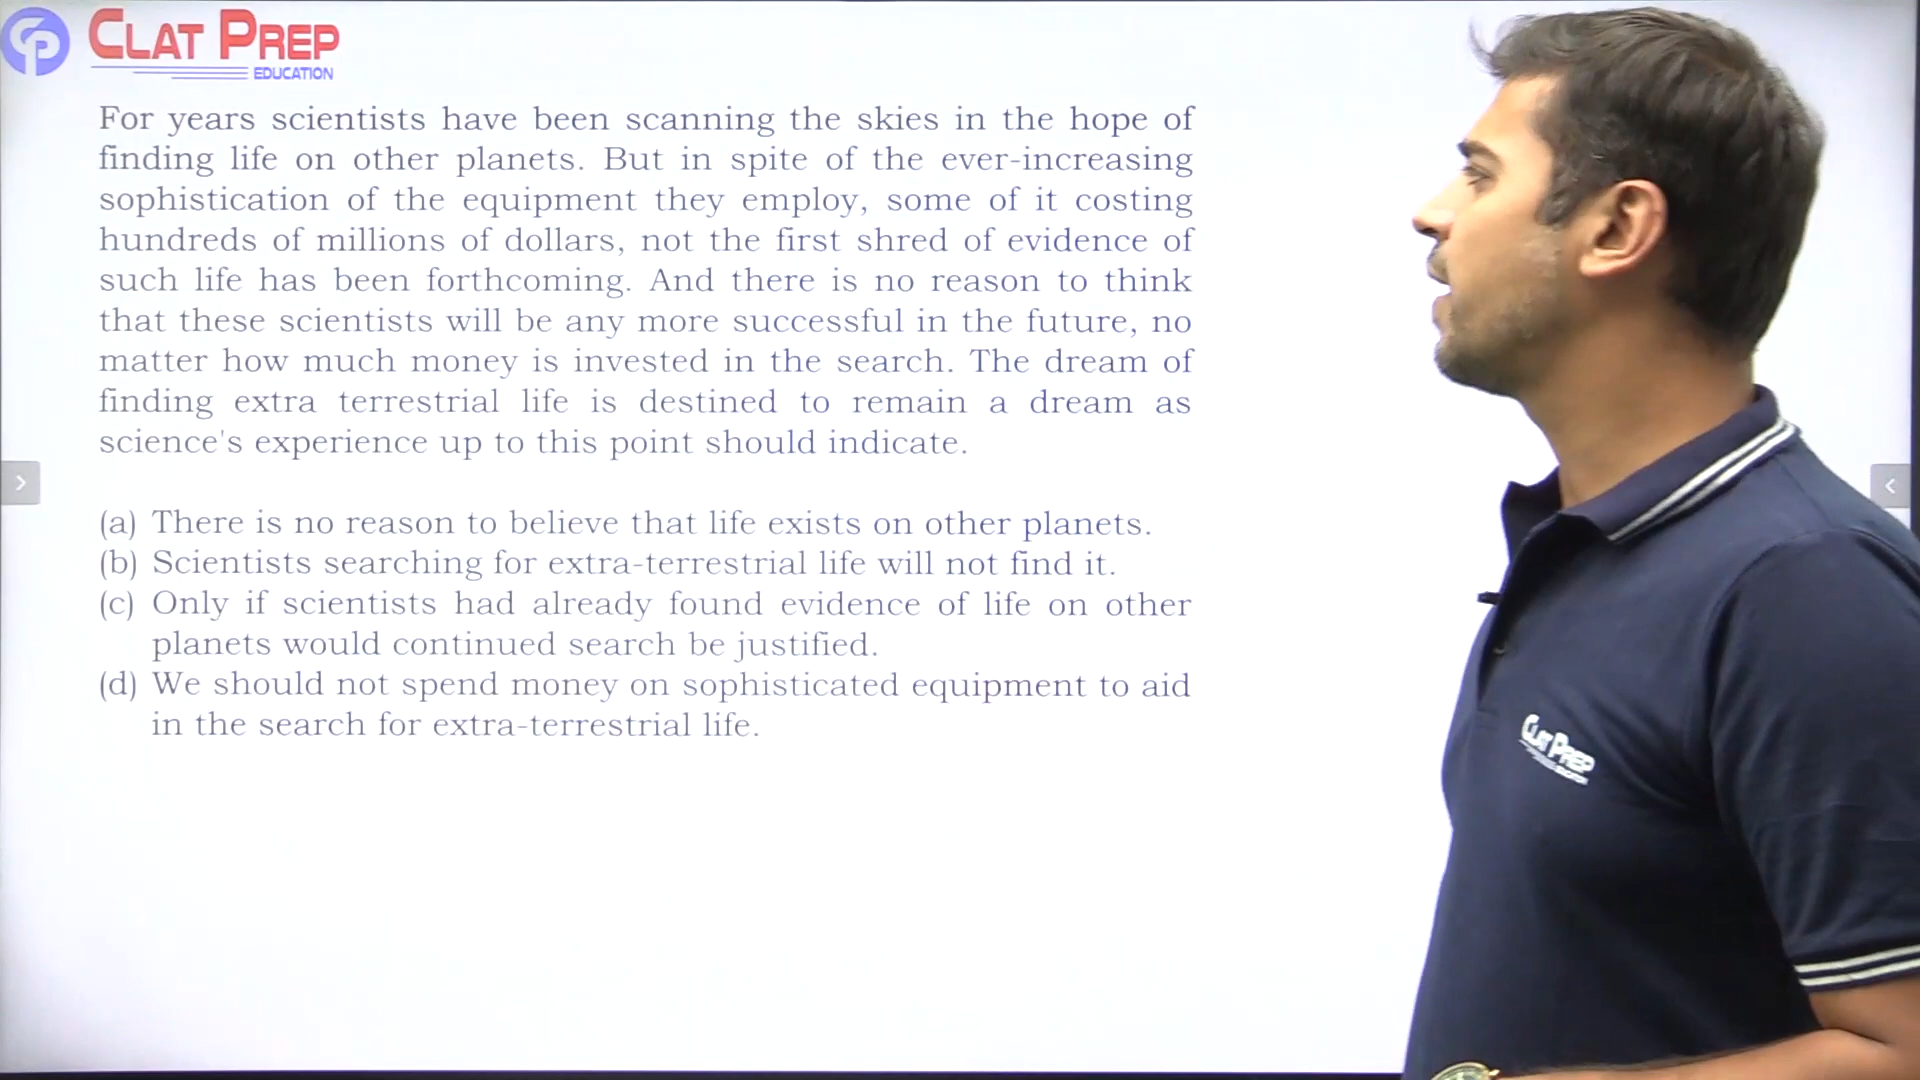 CLAT PREP
EDUCATION
For years scientists have been scanning the skies in the hope of
finding life on other planets. But in spite of the ever-increasing
sophistication of the equipment they employ, some of it costing
hundreds of millions of dollars, not the first shred of evidence of
such life has been forthcoming. And there is no reason to think
that these scientists will be any more successful in the future, no
matter how much money is invested in the search. The dream of
finding extra terrestrial life is destined to remain a dream as
science's experience up to this point should indicate.
(a) There is no reason to believe that life exists on other planets.
(b) Scientists searching for extra-terrestrial life will not find it.
(c) Only if scientists had already found evidence of life on other
planets would continued search be justified.
(d) We should not spend money on sophisticated equipment to aid
in the search for extra-terrestrial life.
CLAT PREP
EDUCATION